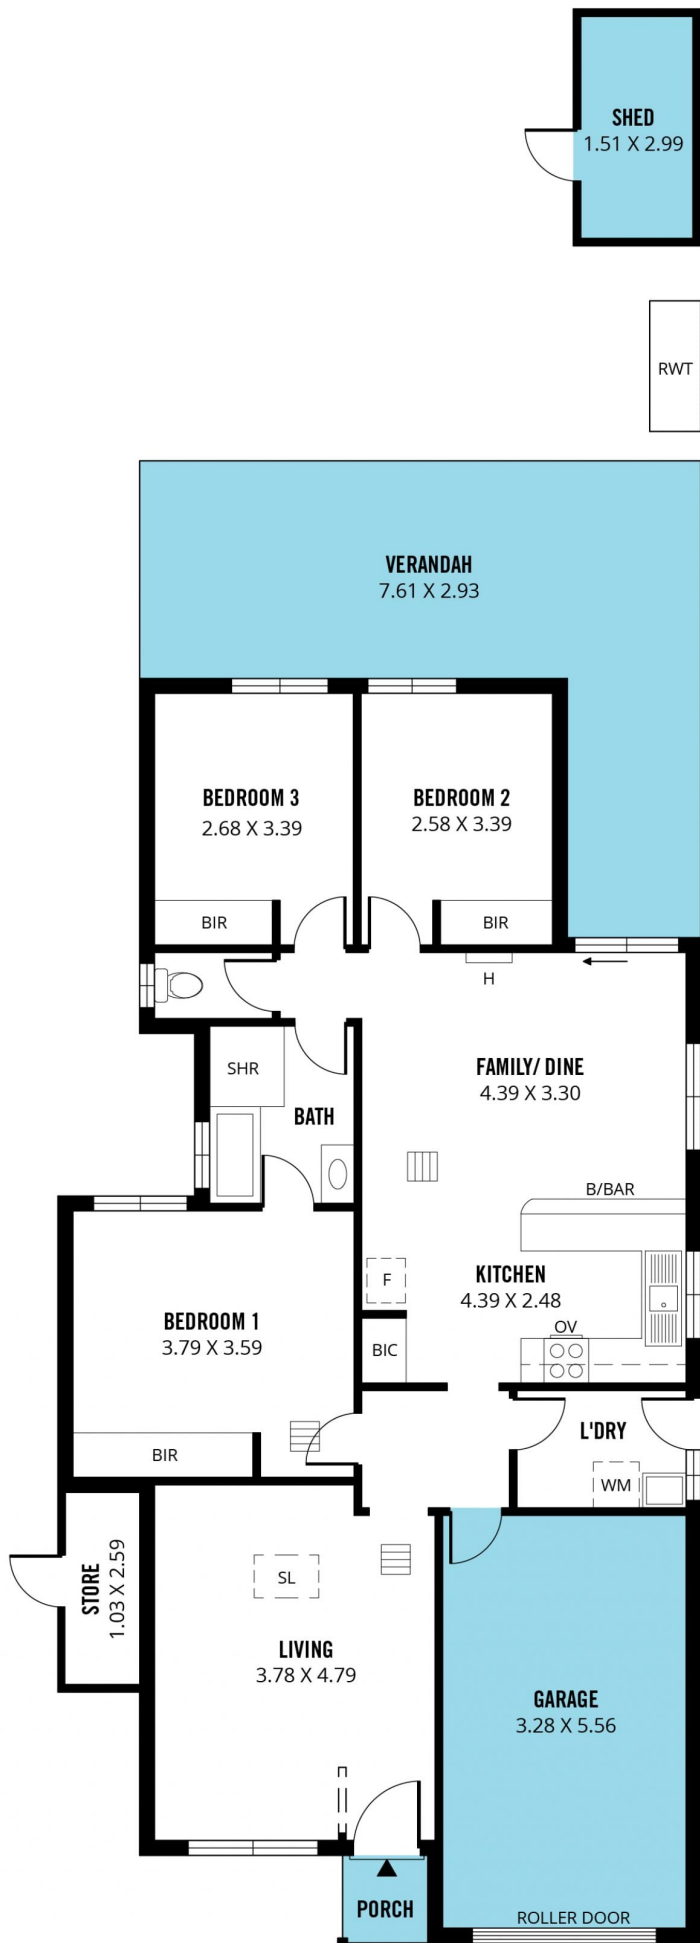 SHED
1.51 X 2.99
RWT
VERANDAH
7.61 X 2.93
BEDROOM 3
2.68 X 3.39
BEDROOM 2
2.58 X 3.39
BIR
BIR
H
FAMILY/ DINE
4.39 X 3.30
SHR
BATH
B/BAR
F
KITCHEN
4.39 X 2.48
BEDROOM 1
3.79 X 3.59
OV
BIC
BIR
L'DRY
WM
STORE
1.03 X 2.59
SL
LIVING
3.78 X 4.79
GARAGE
3.28 X 5.56
PORCH
ROLLER DOOR